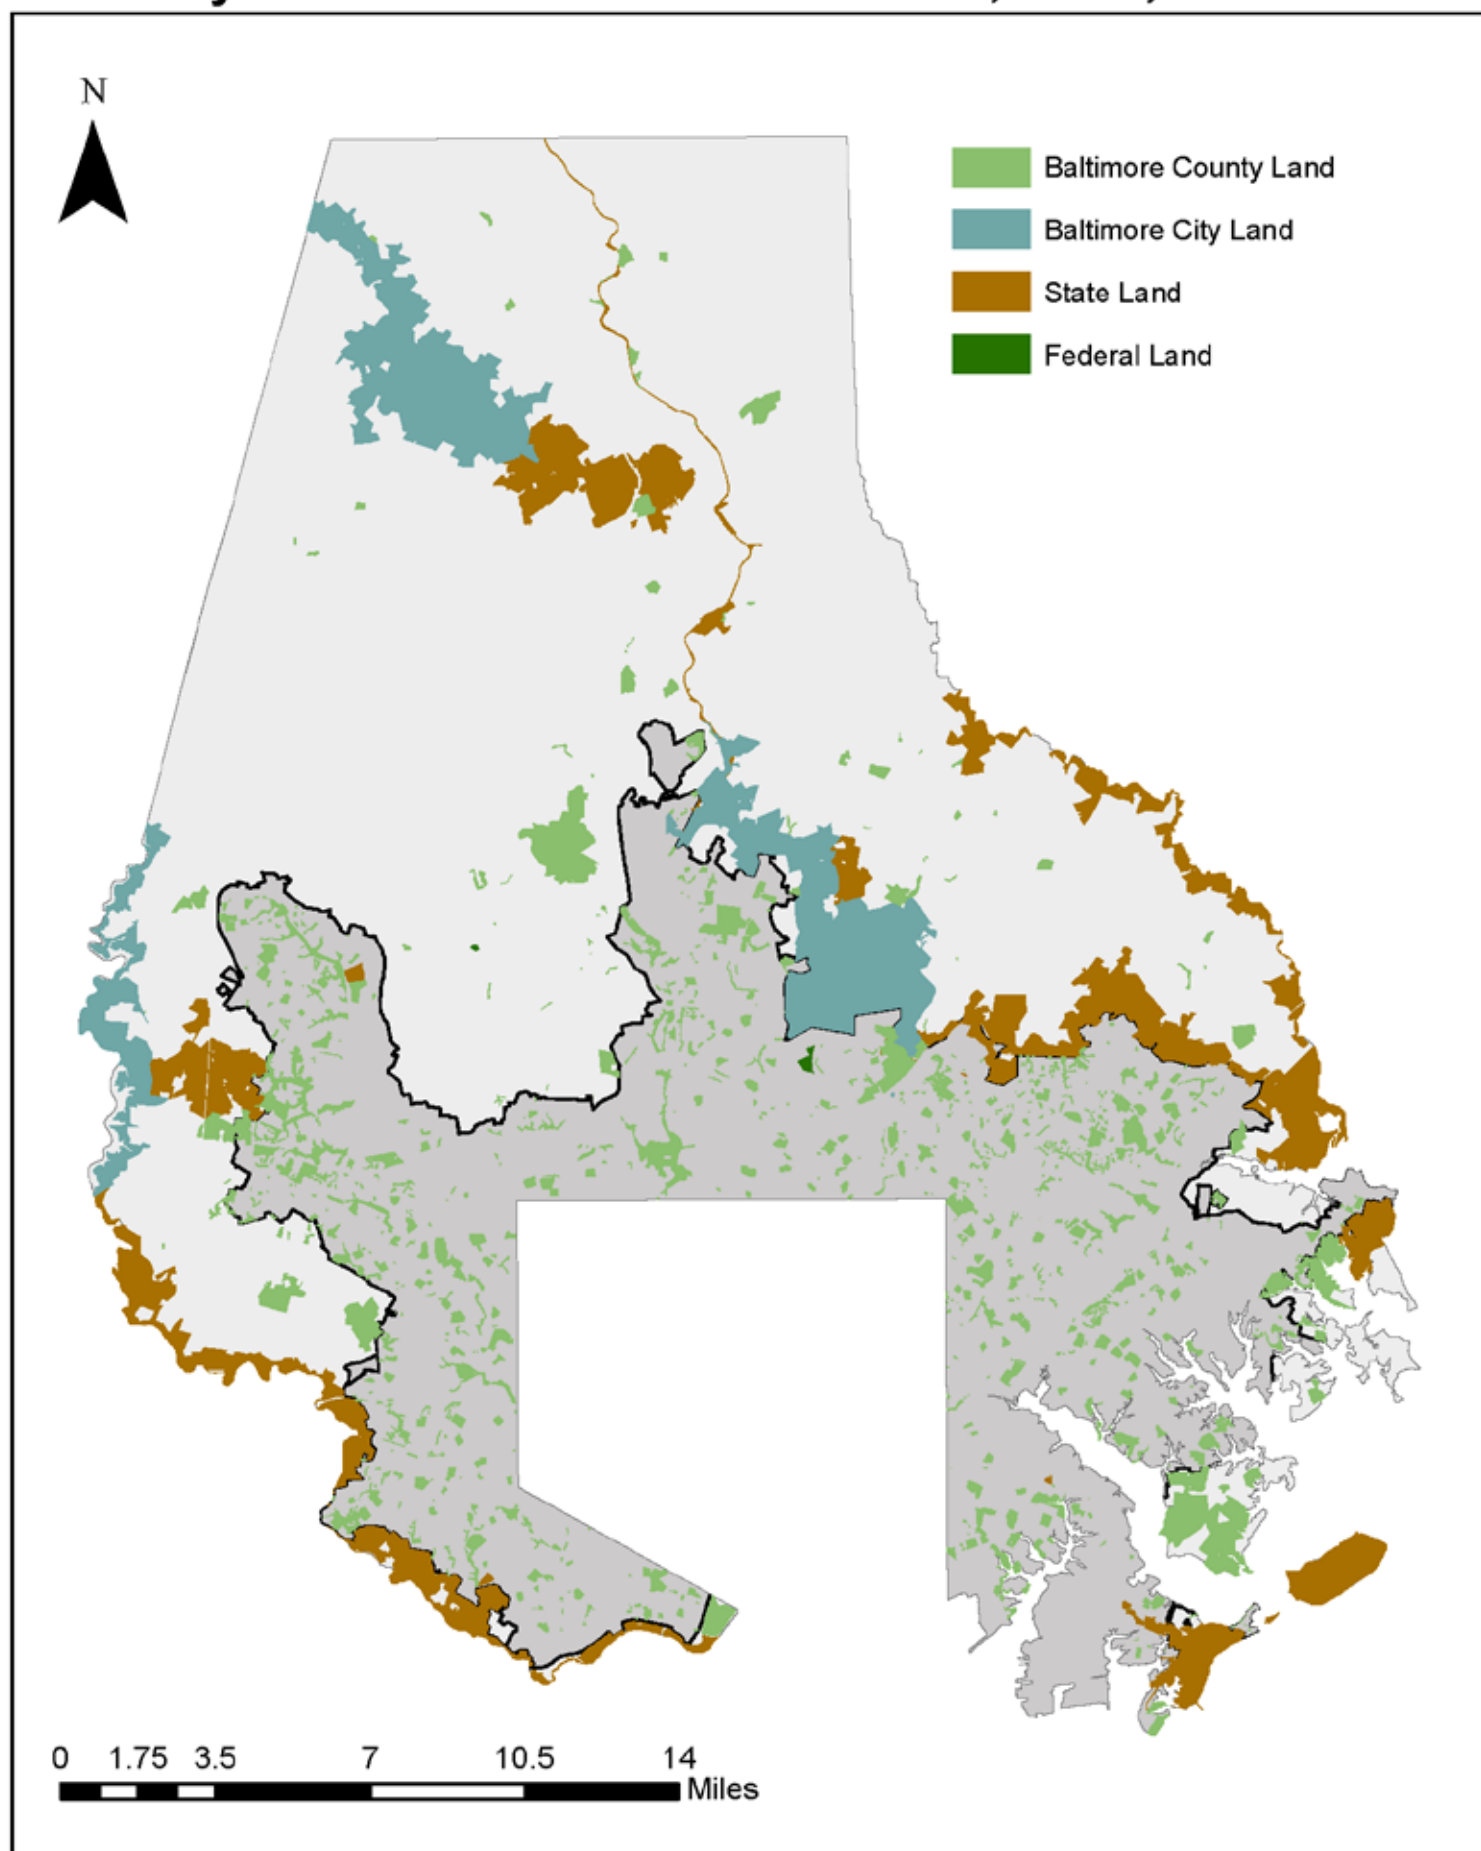 N
Baltimore County Land
Baltimore City Land
State Land
Federal Land
0 1.75 3.5 7 10.5 14
Miles